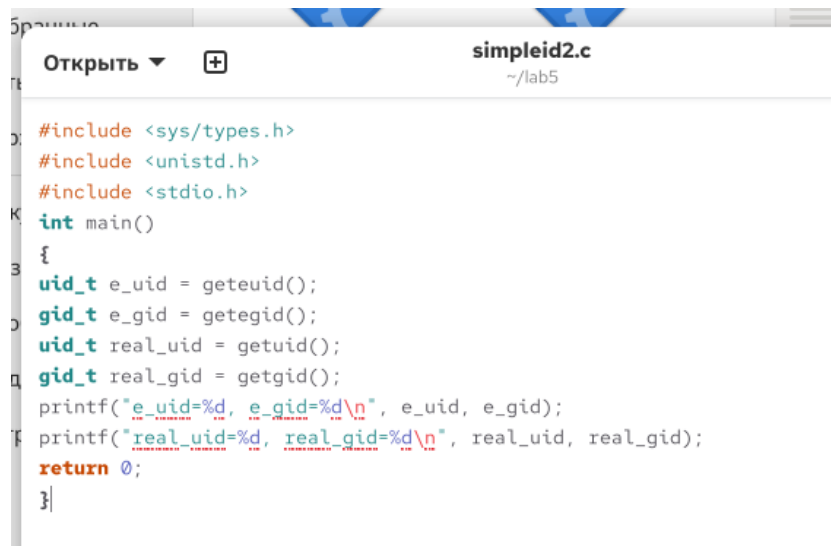 бранные
Открыть
simpleid2.c
~/lab5
#include <sys/types.h>
#include <unistd.h>
#include <stdio.h>
int main()
{
uid_t e_uid = geteuid();
gid_t e_gid = getegid();
uid_t real_uid = getuid();
gid_t real_gid = getgid();
printf("e_uid=%d, e_gid=%d\n", e_uid, e_gid);
printf("real_uid=%d, real_gid=%d\n", real_uid, real_gid);
return 0;
}